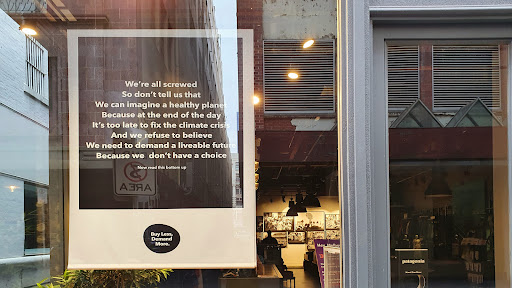 We're all screwed
So don't tell us that
We can imagine a healthy planet
Because at the end of the day
It's too late to fix the climate crisis
And we refuse to believe
We need to demand a liveable future
Because we don't have a choice
Now read this bottom up
AREA
Buy Less,
Demand
More.
patagonia